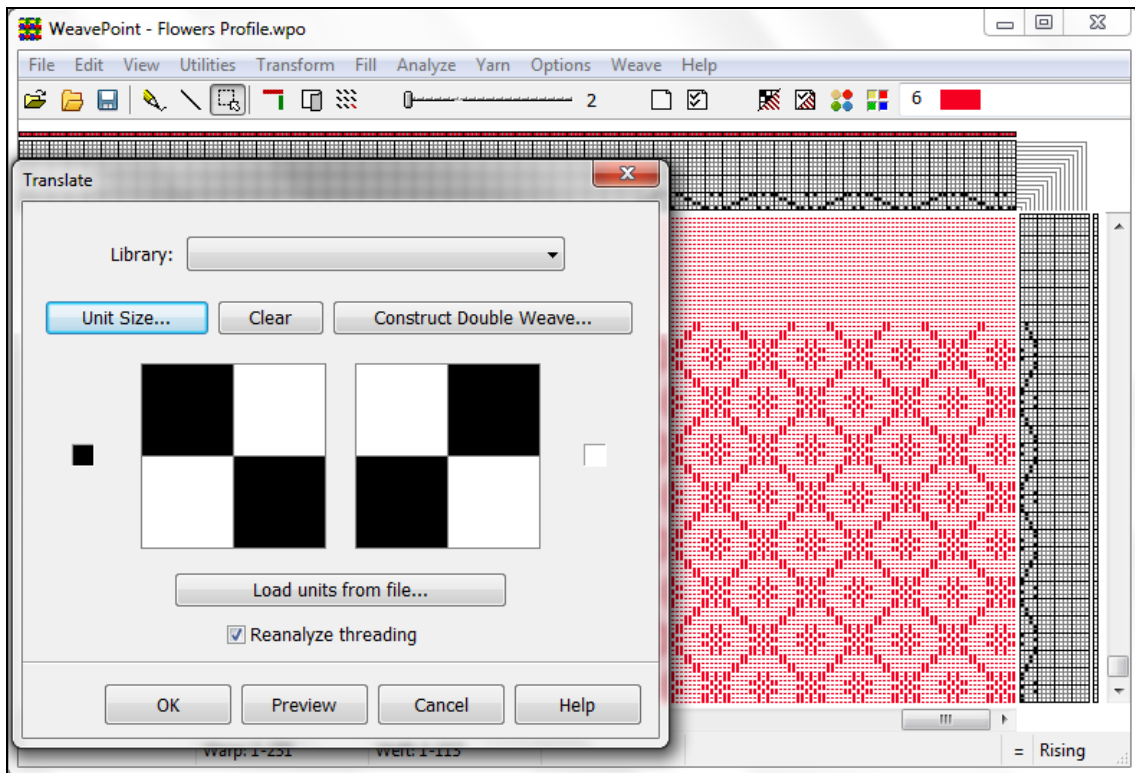 WeavePoint - Flowers Profile.wpo
File Edit View Utilities Transform Fill Analyze Yarn Options Weave Help
2 6
Translate
Library:
Unit Size... Clear Construct Double Weave...
Load units from file...
Reanalyze threading
OK Preview Cancel Help
Warp: 1-231 Weft: 1-115 = Rising